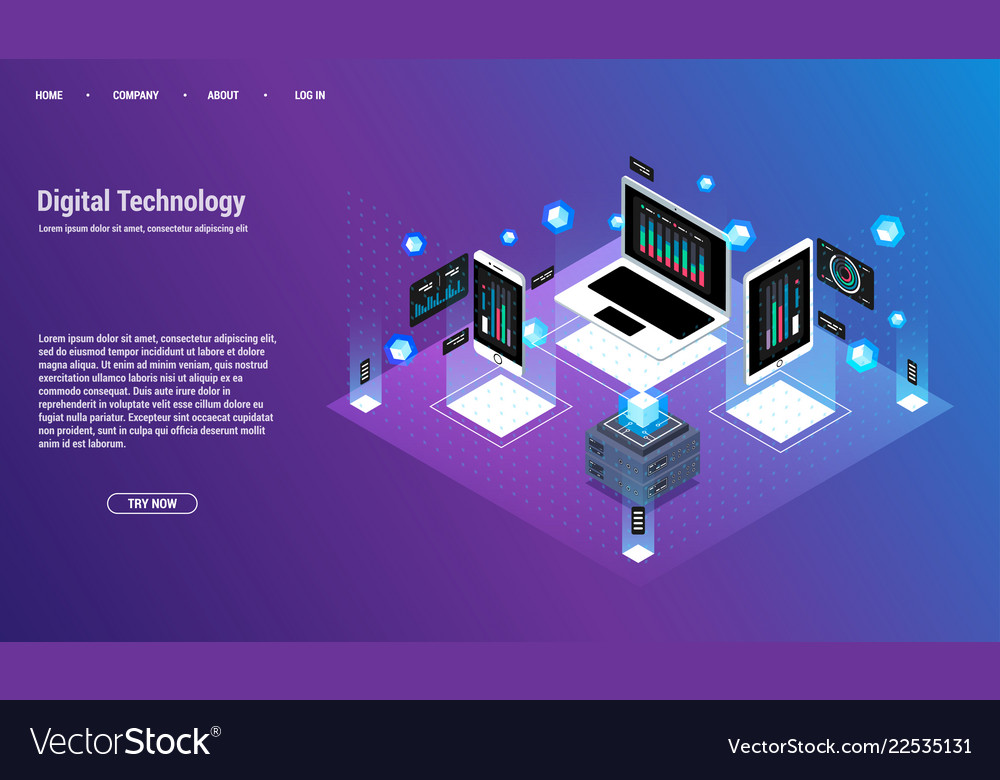 HOME • COMPANY • ABOUT • LOG IN
Digital Technology
Lorem ipsum dolor sit amet, consectetur adipiscing elit
Lorem ipsum dolor sit amet, consectetur adipiscing elit,
sed do eiusmod tempor incididunt ut labore et dolore
magna aliqua. Ut enim ad minim veniam, quis nostrud
exercitation ullamco laboris nisi ut aliquip ex ea
commodo consequat. Duis aute irure dolor in
reprehenderit in voluptate velit esse cillum dolore eu
fugiat nulla pariatur. Excepteur sint occaecat cupidatat
non proident, sunt in culpa qui officia deserunt mollit
anim id est laborum.
TRY NOW
VectorStock®
VectorStock.com/22535131